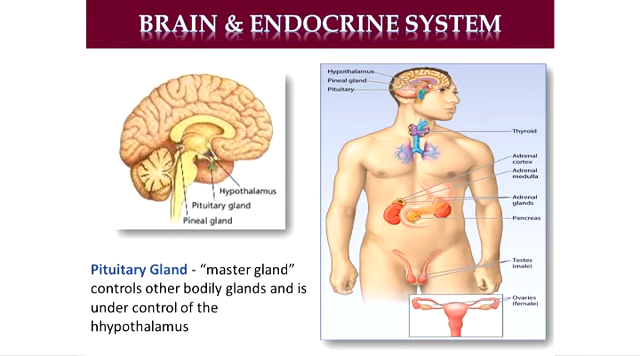 BRAIN & ENDOCRINE SYSTEM
Hypothalamus
Pituitary gland
Pineal gland
Pituitary Gland - “master gland”
controls other bodily glands and is
under control of the
hhypothalamus
Hypothalamus
Pineal gland
Pituitary
Thyroid
Adrenal
cortex
Adrenal
medulla
Adrenal
glands
Pancreas
Testes
(male)
Ovaries
(female)